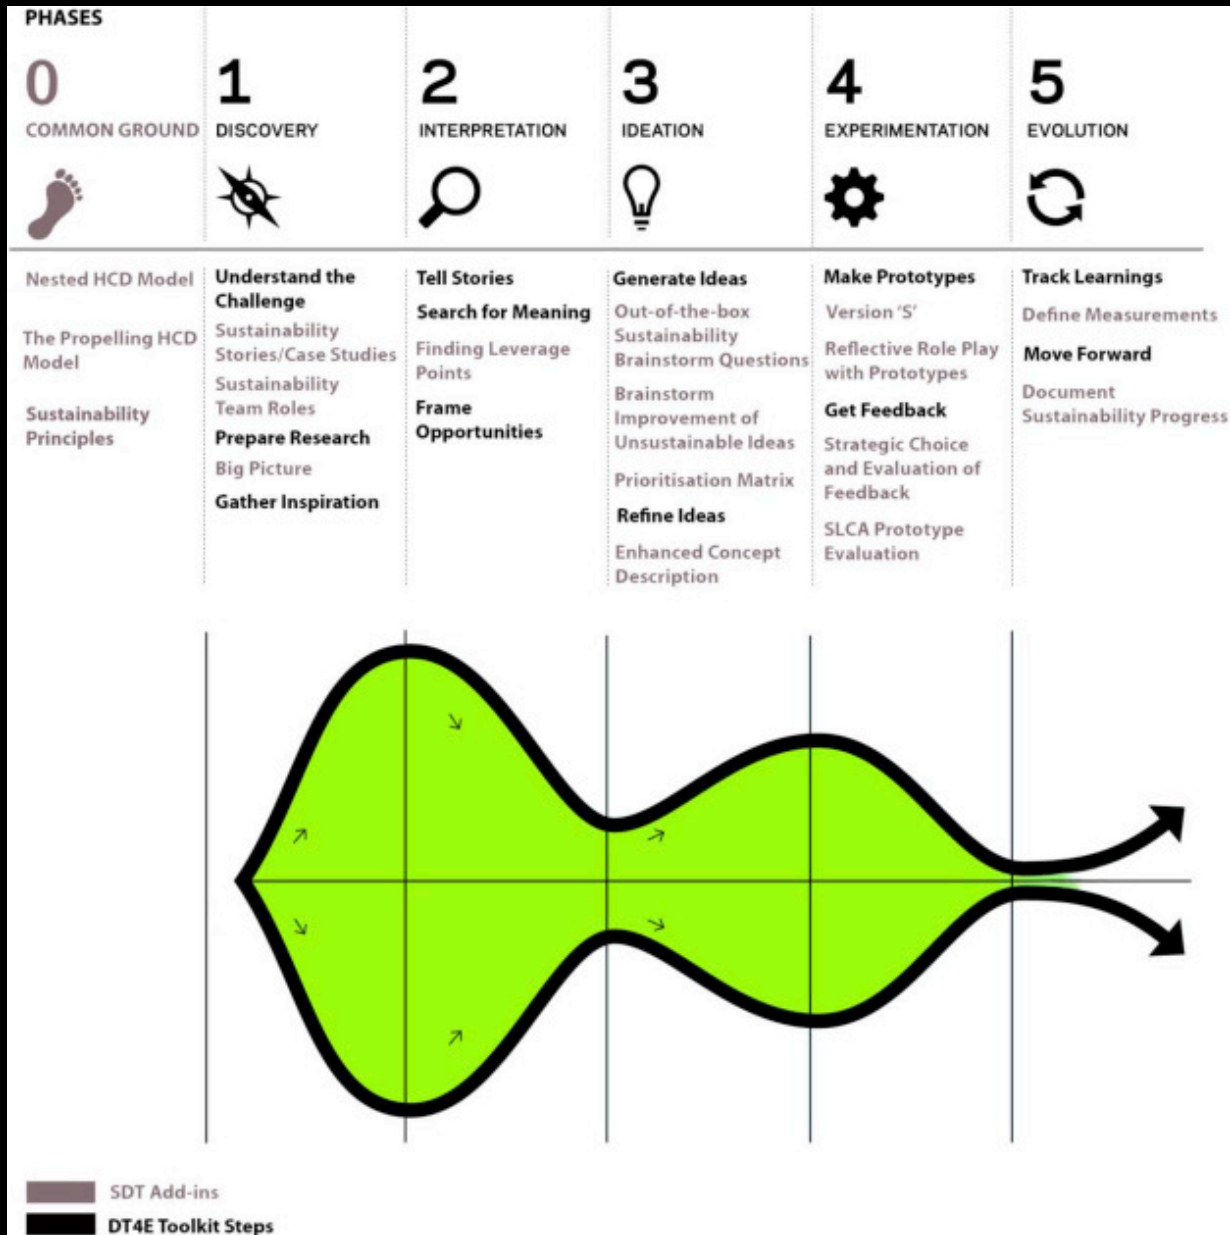 PHASES
0
COMMON GROUND
1
DISCOVERY
2
INTERPRETATION
3
IDEATION
4
EXPERIMENTATION
5
EVOLUTION
Nested HCD Model
The Propelling HCD
Model
Sustainability
Principles
Understand the
Challenge
Sustainability
Stories/Case Studies
Sustainability
Team Roles
Prepare Research
Big Picture
Gather Inspiration
Tell Stories
Search for Meaning
Finding Leverage
Points
Frame
Opportunities
Generate Ideas
Out-of-the-box
Sustainability
Brainstorm Questions
Brainstorm
Improvement of
Unsustainable Ideas
Prioritisation Matrix
Refine Ideas
Enhanced Concept
Description
Make Prototypes
Version ‘S’
Reflective Role Play
with Prototypes
Get Feedback
Strategic Choice
and Evaluation of
Feedback
SLCA Prototype
Evaluation
Track Learnings
Define Measurements
Move Forward
Document
Sustainability Progress
SDT Add-ins
DT4E Toolkit Steps